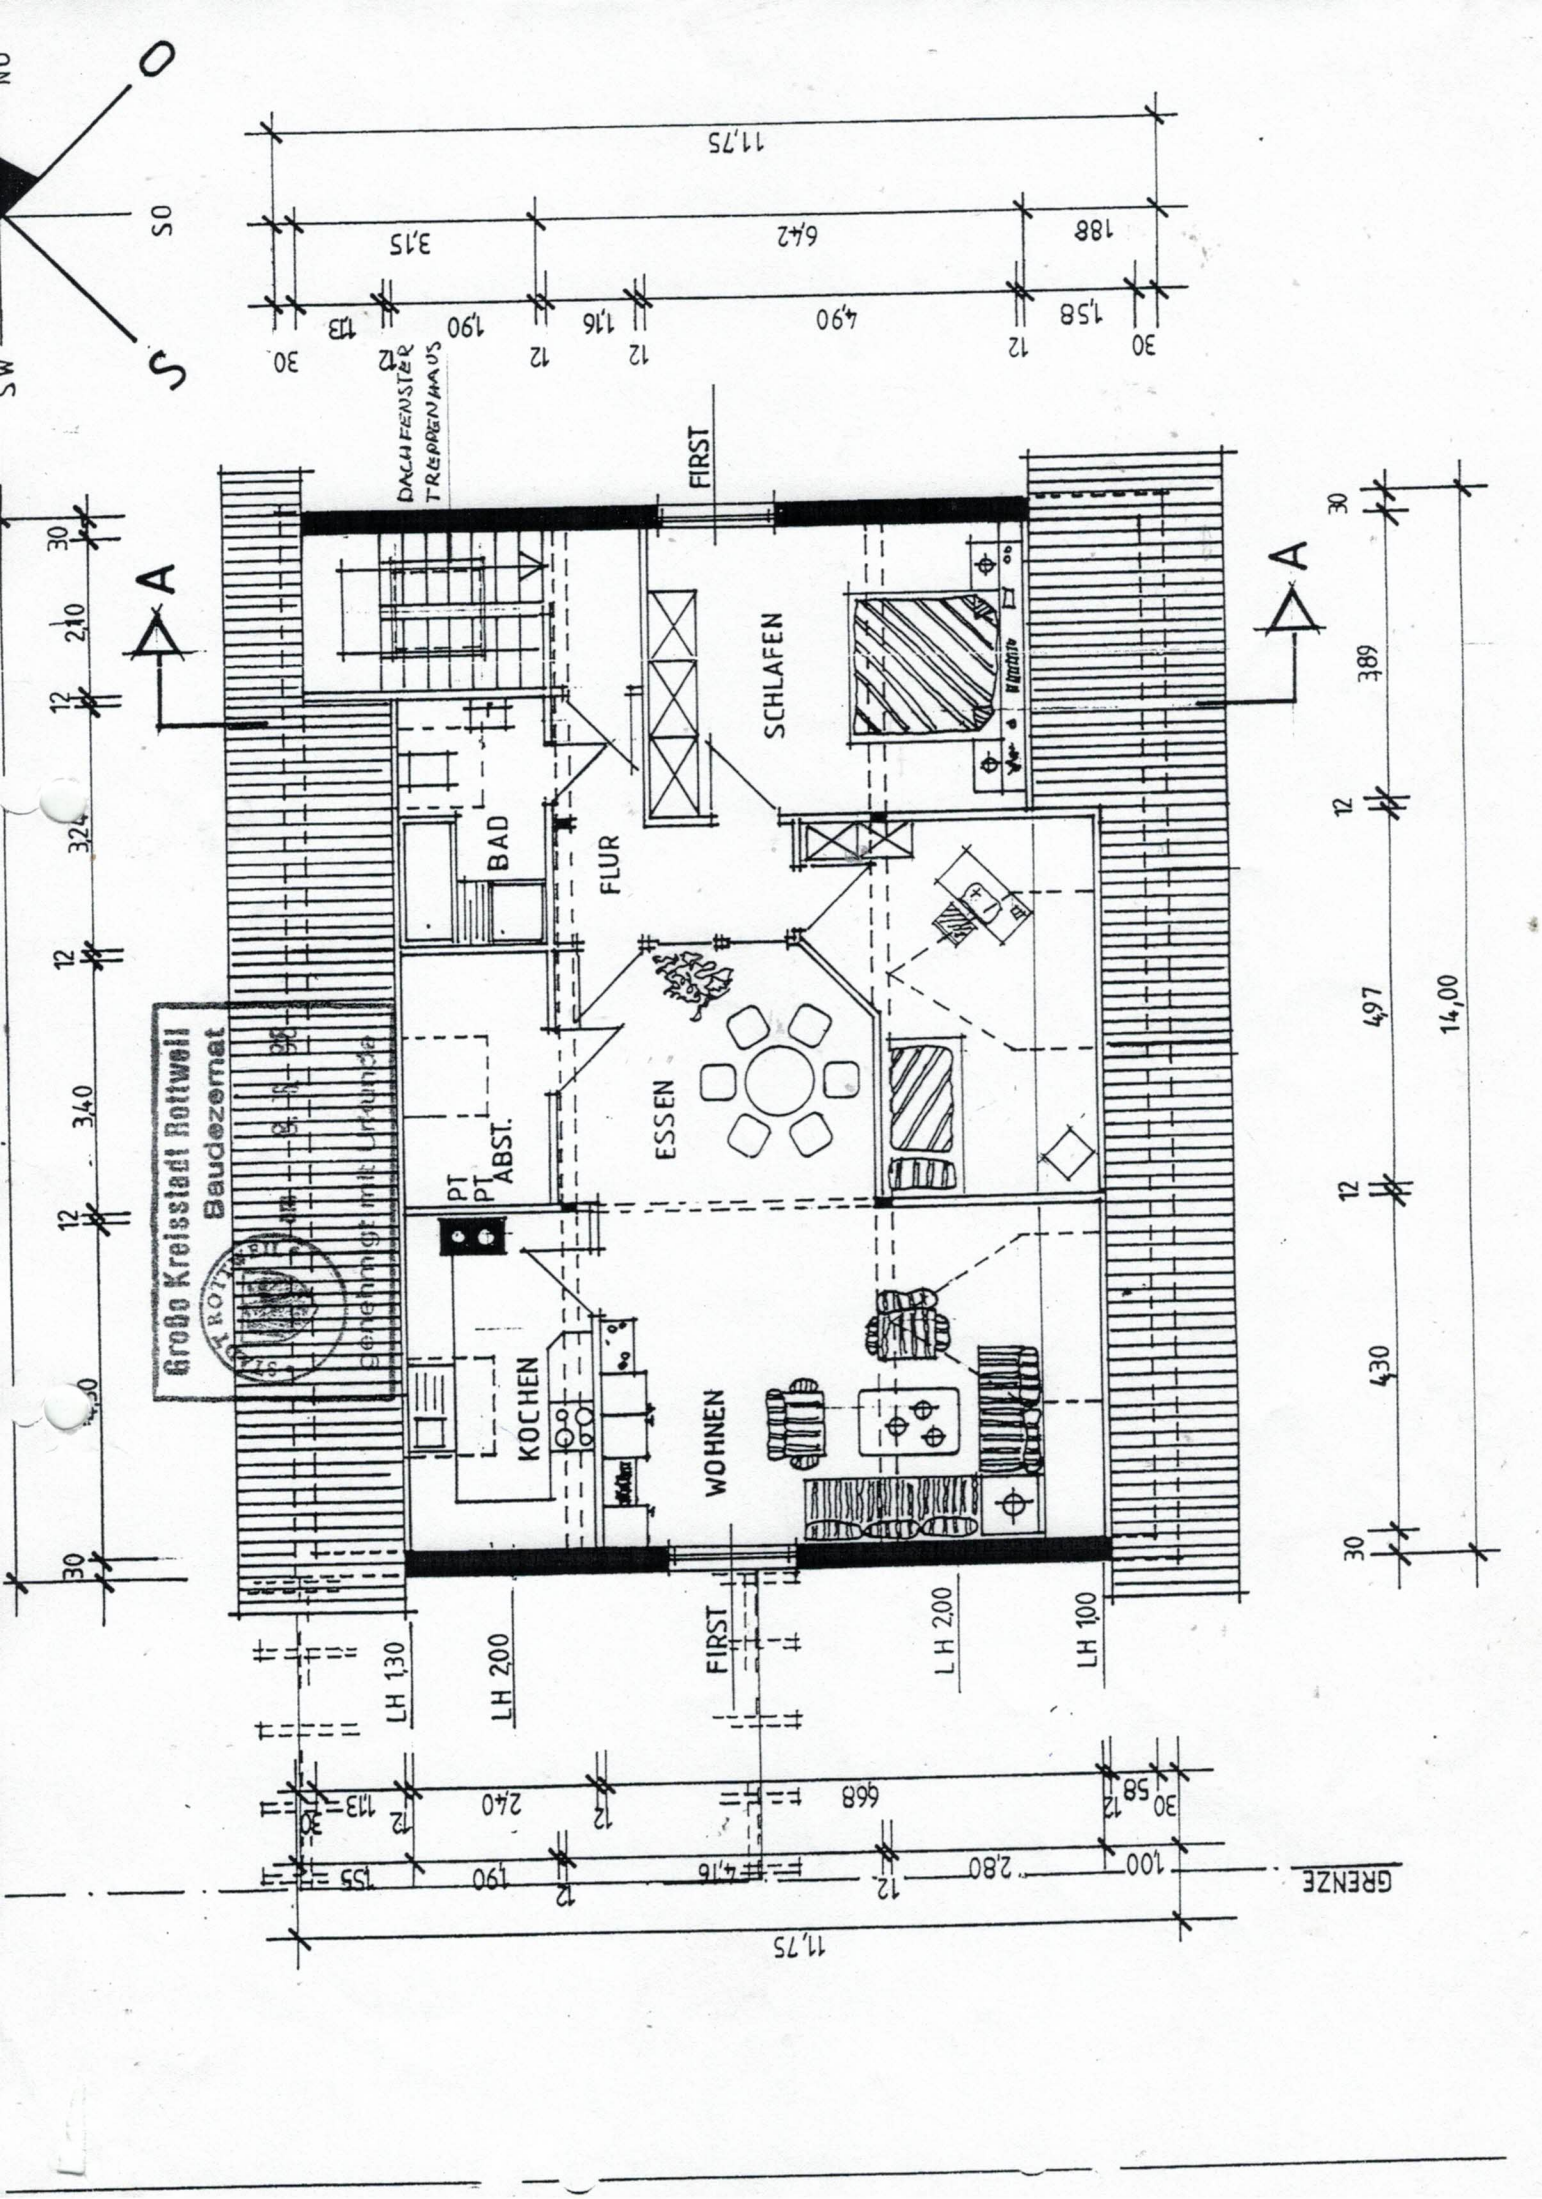 NO
O
SO
S
SW
11,75
3,15
6,42
188
30
1,13
12
1,90
12
1,16
12
4,90
12
1,58
30
DACHFENSTER
TREPPENHAUS
FIRST
30
2,10
12
3,24
12
3,40
12
30
A
A
30
3,89
12
4,97
12
4,30
30
14,00
SCHLAFEN
BAD
FLUR
ESSEN
PT
PT
ABST.
KOCHEN
WOHNEN
Große Kreisstadt Rottweil
Baudezernat
genehmigt mit Urkunde
FIRST
LH 1,30
LH 2,00
LH 2,00
LH 1,00
30
1,13
12
2,40
12
6,68
12
58
30
1,55
1,90
12
4,16
12
2,80
1,00
11,75
GRENZE